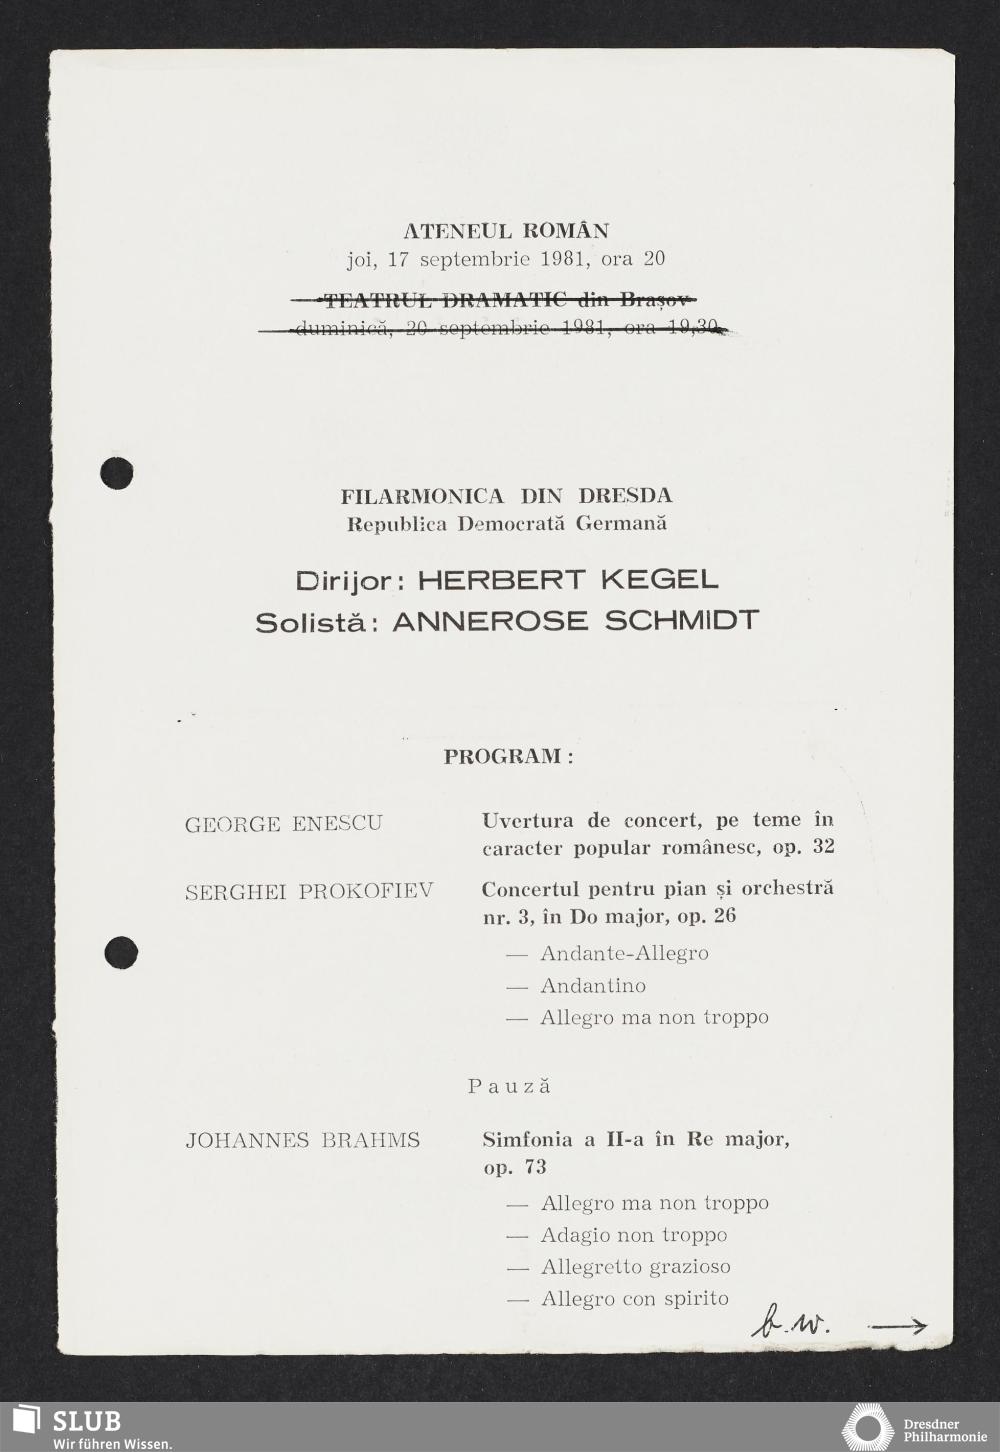 ATENEUL ROMÂN
joi, 17 septembrie 1981, ora 20
TEATRUL DRAMATIC din Brașov
duminică, 20 septembrie 1981, ora 19,30
FILARMONICA DIN DRESDA
Republica Democrată Germană
Dirijor: HERBERT KEGEL
Solistă: ANNEROSE SCHMIDT
PROGRAM:
GEORGE ENESCU Uvertura de concert, pe teme în
caracter popular românesc, op. 32
SERGHEI PROKOFIEV Concertul pentru pian și orchestră
nr. 3, în Do major, op. 26
— Andante-Allegro
— Andantino
— Allegro ma non troppo
Pauză
JOHANNES BRAHMS Simfonia a II-a în Re major,
op. 73
— Allegro ma non troppo
— Adagio non troppo
— Allegretto grazioso
— Allegro con spirito
b.w. →
SLUB
Wir führen Wissen.
Dresdner
Philharmonie